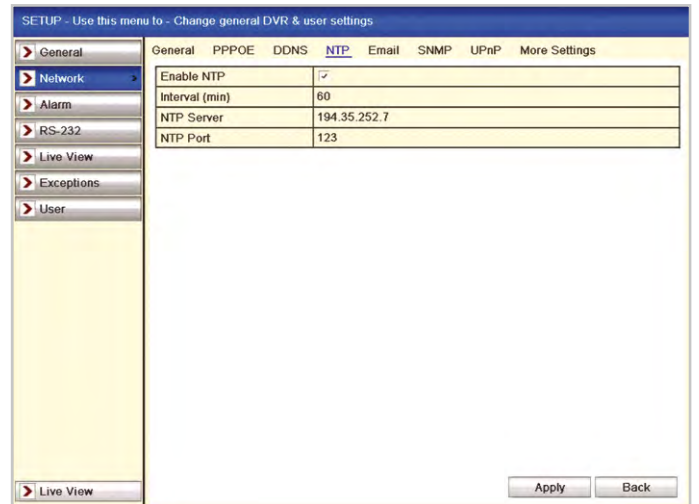 SETUP - Use this menu to - Change general DVR & user settings
General
Network
Alarm
RS-232
Live View
Exceptions
User
Live View
General PPPOE DDNS NTP Email SNMP UPnP More Settings
Enable NTP
Interval (min) 60
NTP Server 194.35.252.7
NTP Port 123
Apply Back